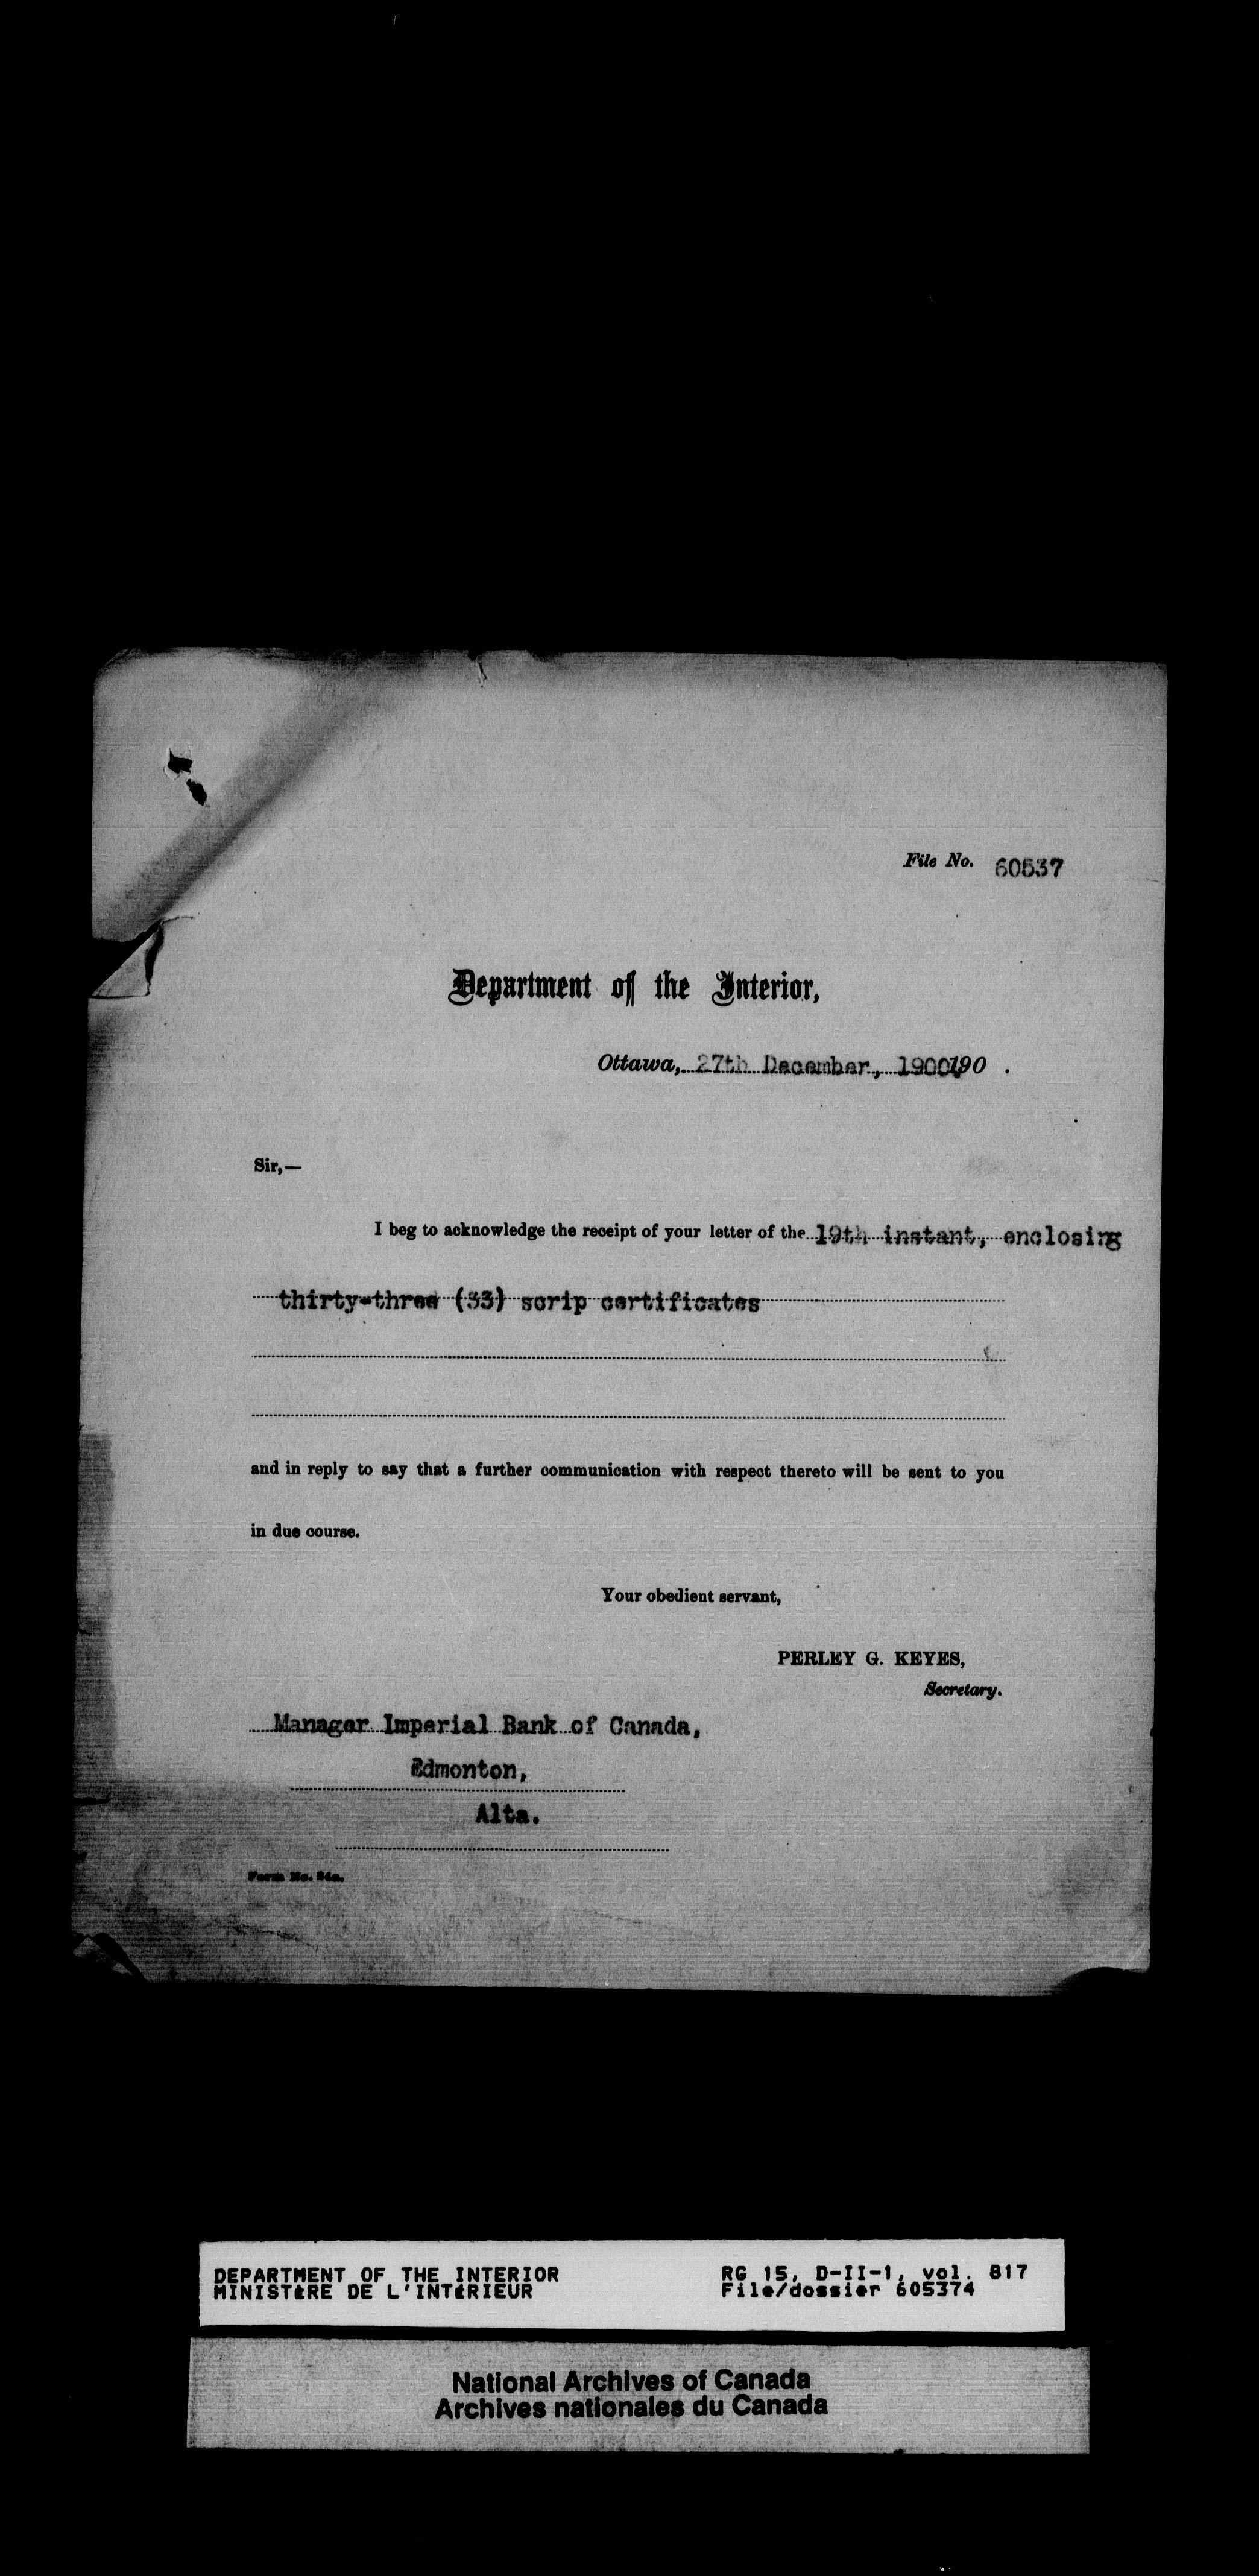 File No. 60537
Department of the Interior,
Ottawa, 27th December, 1900, 190 .
Sir,—
I beg to acknowledge the receipt of your letter of the 19th instant, enclosing
thirty-three (33) scrip certificates
and in reply to say that a further communication with respect thereto will be sent to you
in due course.
Your obedient servant,
PERLEY G. KEYES,
Secretary.
Manager Imperial Bank of Canada,
Edmonton,
Alta.
Form No.
DEPARTMENT OF THE INTERIOR
MINISTÈRE DE L'INTÉRIEUR
RG 15, D-II-1, vol. 817
File/dossier 605374
National Archives of Canada
Archives nationales du Canada